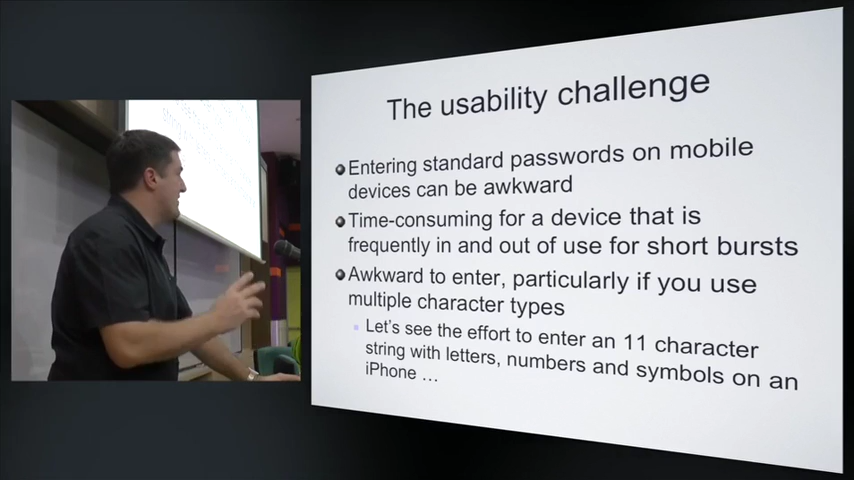 The usability challenge
Entering standard passwords on mobile
devices can be awkward
Time-consuming for a device that is
frequently in and out of use for short bursts
Awkward to enter, particularly if you use
multiple character types
Let's see the effort to enter an 11 character
string with letters, numbers and symbols on an
iPhone …